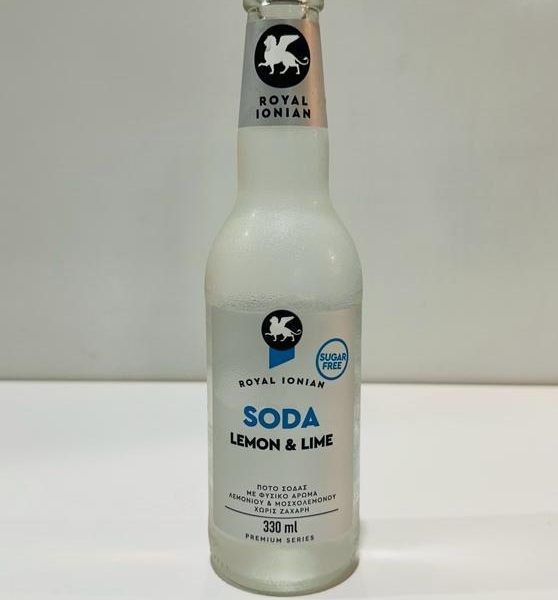 ROYAL
IONIAN
ROYAL IONIAN
SUGAR
FREE
SODA
LEMON & LIME
ΠΟΤΟ ΣΟΔΑΣ
ΜΕ ΦΥΣΙΚΟ ΑΡΩΜΑ
ΛΕΜΟΝΙΟΥ & ΜΟΣΧΟΛΕΜΟΝΟΥ
ΧΩΡΙΣ ΖΑΧΑΡΗ
330 ml
PREMIUM SERIES